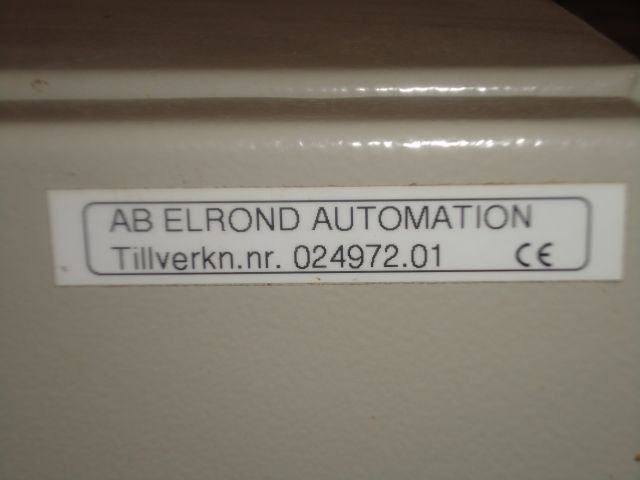 AB ELROND AUTOMATION
Tillverkn.nr. 024972.01 CE